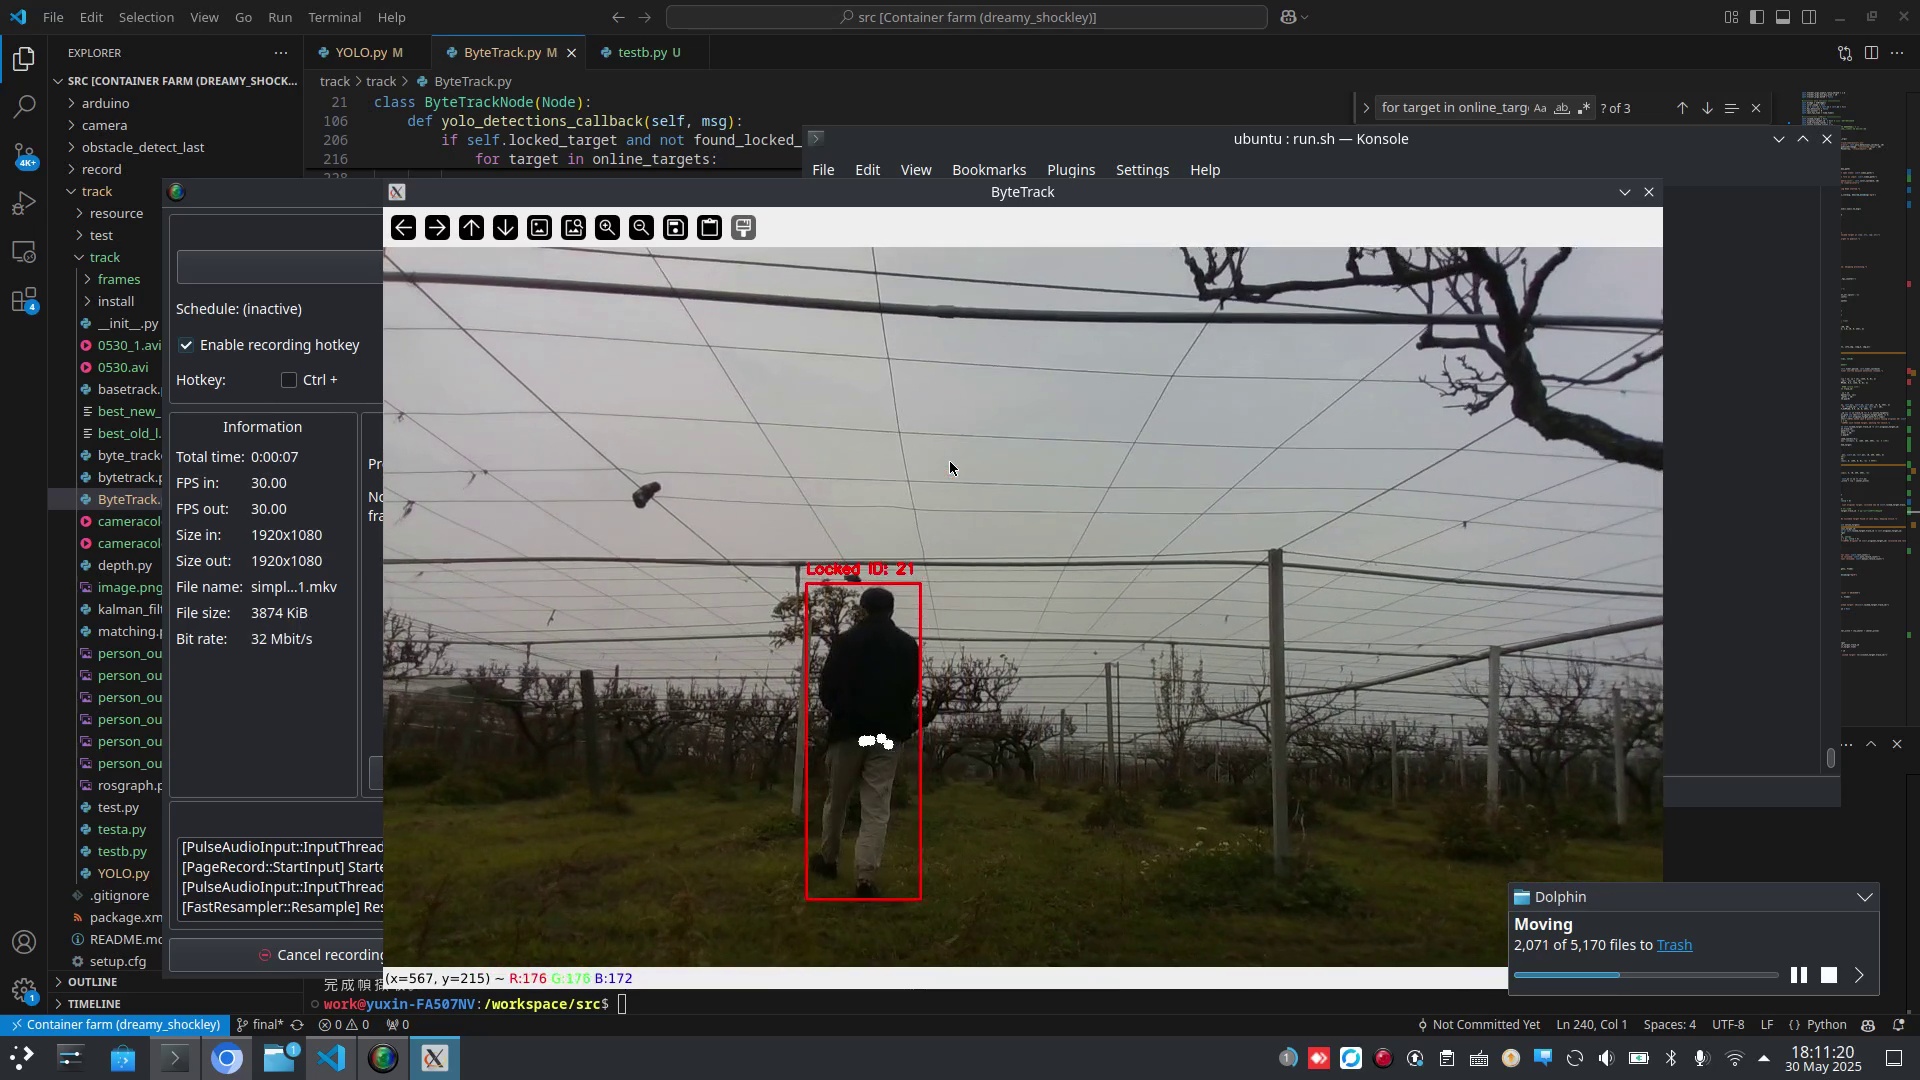 File Edit Selection View Go Run Terminal Help
src [Container farm (dreamy_shockley)]
EXPLORER
SRC [CONTAINER FARM (DREAMY_SHOCK...
arduino
camera
obstacle_detect_last
record
track
resource
test
track
frames
install
__init__.py
0530_1.avi
0530.avi
basetrack.
best_new_
best_old_l.
byte_track
bytetrack.p
ByteTrack.
cameracol
cameracol
depth.py
image.png
kalman_filt
matching.p
person_ou
person_ou
person_ou
person_ou
person_ou
person_ou
rosgraph.p
test.py
testa.py
testb.py
YOLO.py
.gitignore
package.xm
README.md
setup.cfg
OUTLINE
TIMELINE
4K+
4
1
YOLO.py M
ByteTrack.py M
testb.py U
track > track > ByteTrack.py
21 class ByteTrackNode(Node):
106 def yolo_detections_callback(self, msg):
206 if self.locked_target and not found_locked_
216 for target in online_targets:
228
for target in online_targ Aa ab ? of 3
ubuntu : run.sh — Konsole
File Edit View Bookmarks Plugins Settings Help
ByteTrack
Schedule: (inactive)
Enable recording hotkey
Hotkey: Ctrl +
Information
Total time: 0:00:07
FPS in: 30.00
FPS out: 30.00
Size in: 1920x1080
Size out: 1920x1080
File name: simpl...1.mkv
File size: 3874 KiB
Bit rate: 32 Mbit/s
Pr
No
fra
[PulseAudioInput::InputThread
[PageRecord::StartInput] Starte
[PulseAudioInput::InputThread
[FastResampler::Resample] Res
Cancel recording
Locked ID: 21
(x=567, y=215) ~ R:176 G:176 B:172
work@yuxin-FA507NV:/workspace/src$
Dolphin
Moving
2,071 of 5,170 files to Trash
Container farm (dreamy_shockley) final* 0 0 0
Not Committed Yet Ln 240, Col 1 Spaces: 4 UTF-8 LF {} Python
1
1
18:11:20
30 May 2025